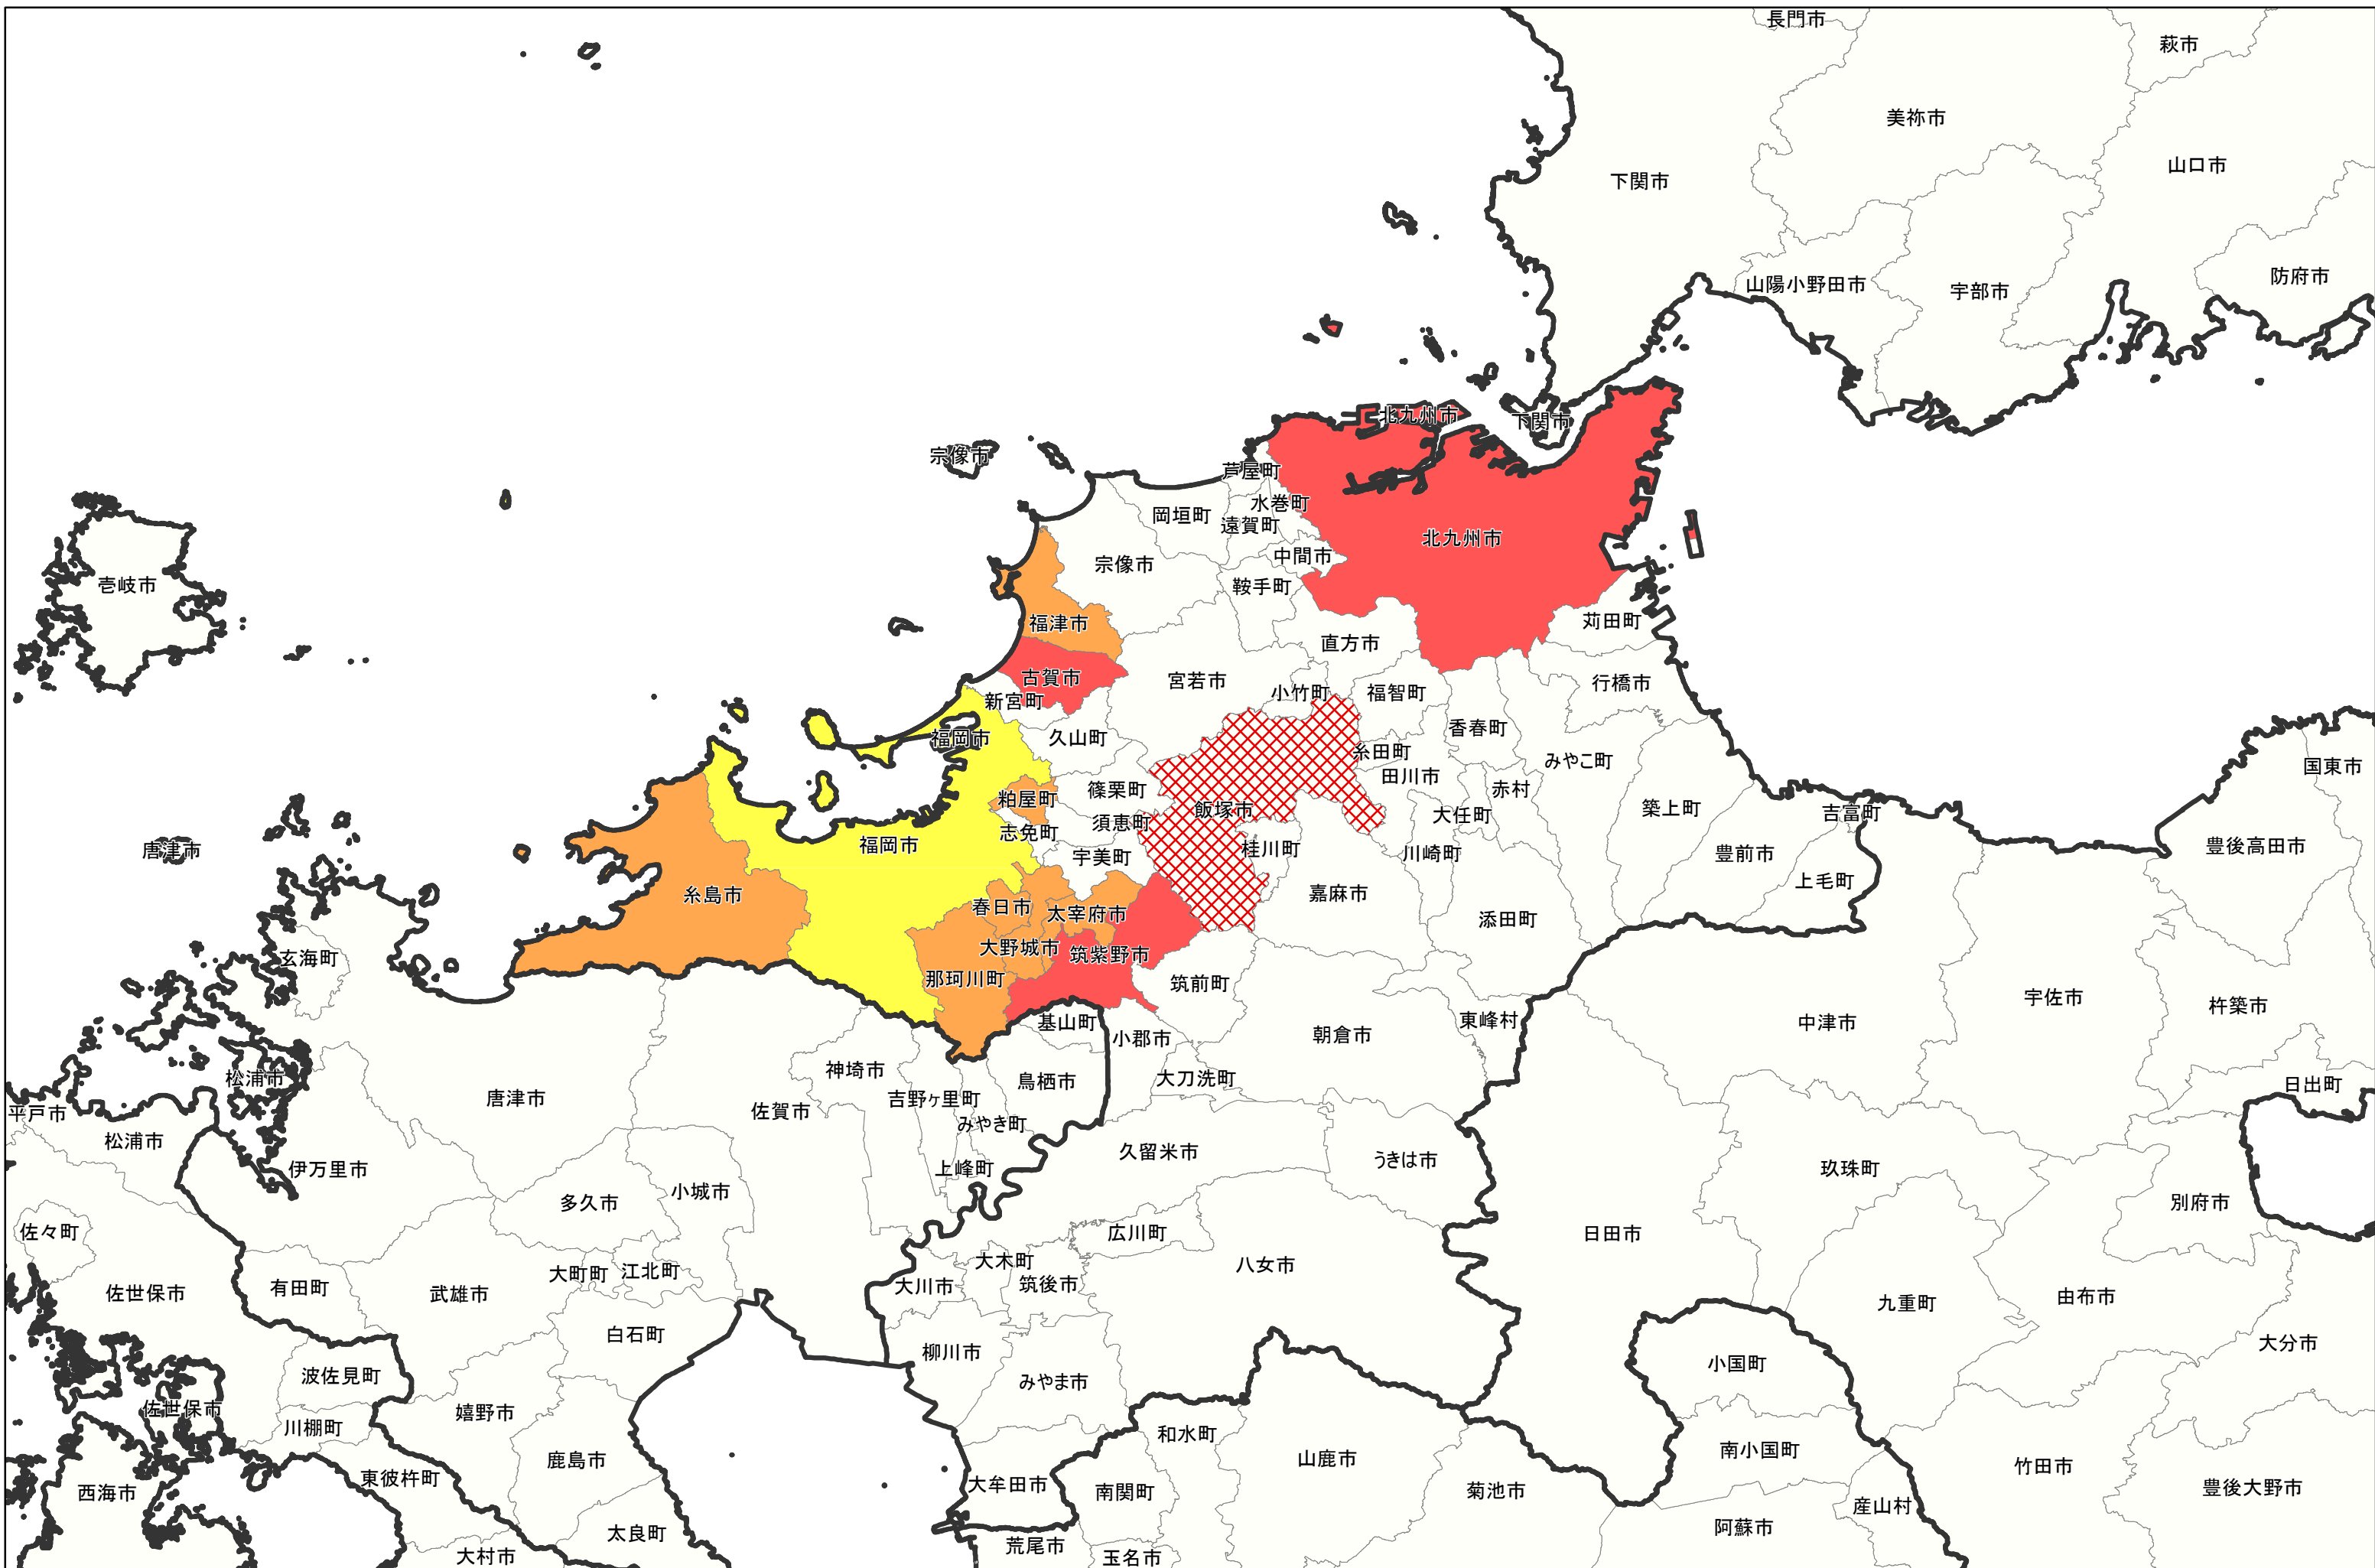 長門市
萩市
美祢市
山口市
下関市
防府市
山陽小野田市
宇部市
北九州市
下関市
宗像市
芦屋町
水巻町
岡垣町
遠賀町
北九州市
中間市
宗像市
鞍手町
壱岐市
苅田町
福津市
直方市
古賀市
宮若市
行橋市
小竹町
福智町
新宮町
香春町
福岡市
久山町
糸田町
みやこ町
国東市
田川市
篠栗町
赤村
粕屋町
築上町
飯塚市
吉富町
大任町
須恵町
志免町
福岡市
豊後高田市
唐津市
桂川町
川崎町
豊前市
宇美町
上毛町
糸島市
嘉麻市
春日市
太宰府市
添田町
大野城市
筑紫野市
玄海町
那珂川町
筑前町
宇佐市
杵築市
東峰村
基山町
中津市
朝倉市
小郡市
神埼市
松浦市
鳥栖市
大刀洗町
日出町
唐津市
吉野ヶ里町
平戸市
佐賀市
みやき町
松浦市
久留米市
うきは市
伊万里市
上峰町
玖珠町
小城市
多久市
別府市
佐々町
広川町
日田市
大木町
八女市
大町町
江北町
大川市
筑後市
有田町
佐世保市
武雄市
由布市
九重町
白石町
大分市
柳川市
小国町
波佐見町
みやま市
佐世保市
嬉野市
川棚町
和水町
南小国町
鹿島市
山鹿市
竹田市
東彼杵町
大牟田市
豊後大野市
西海市
南関町
菊池市
産山村
阿蘇市
太良町
荒尾市
大村市
玉名市